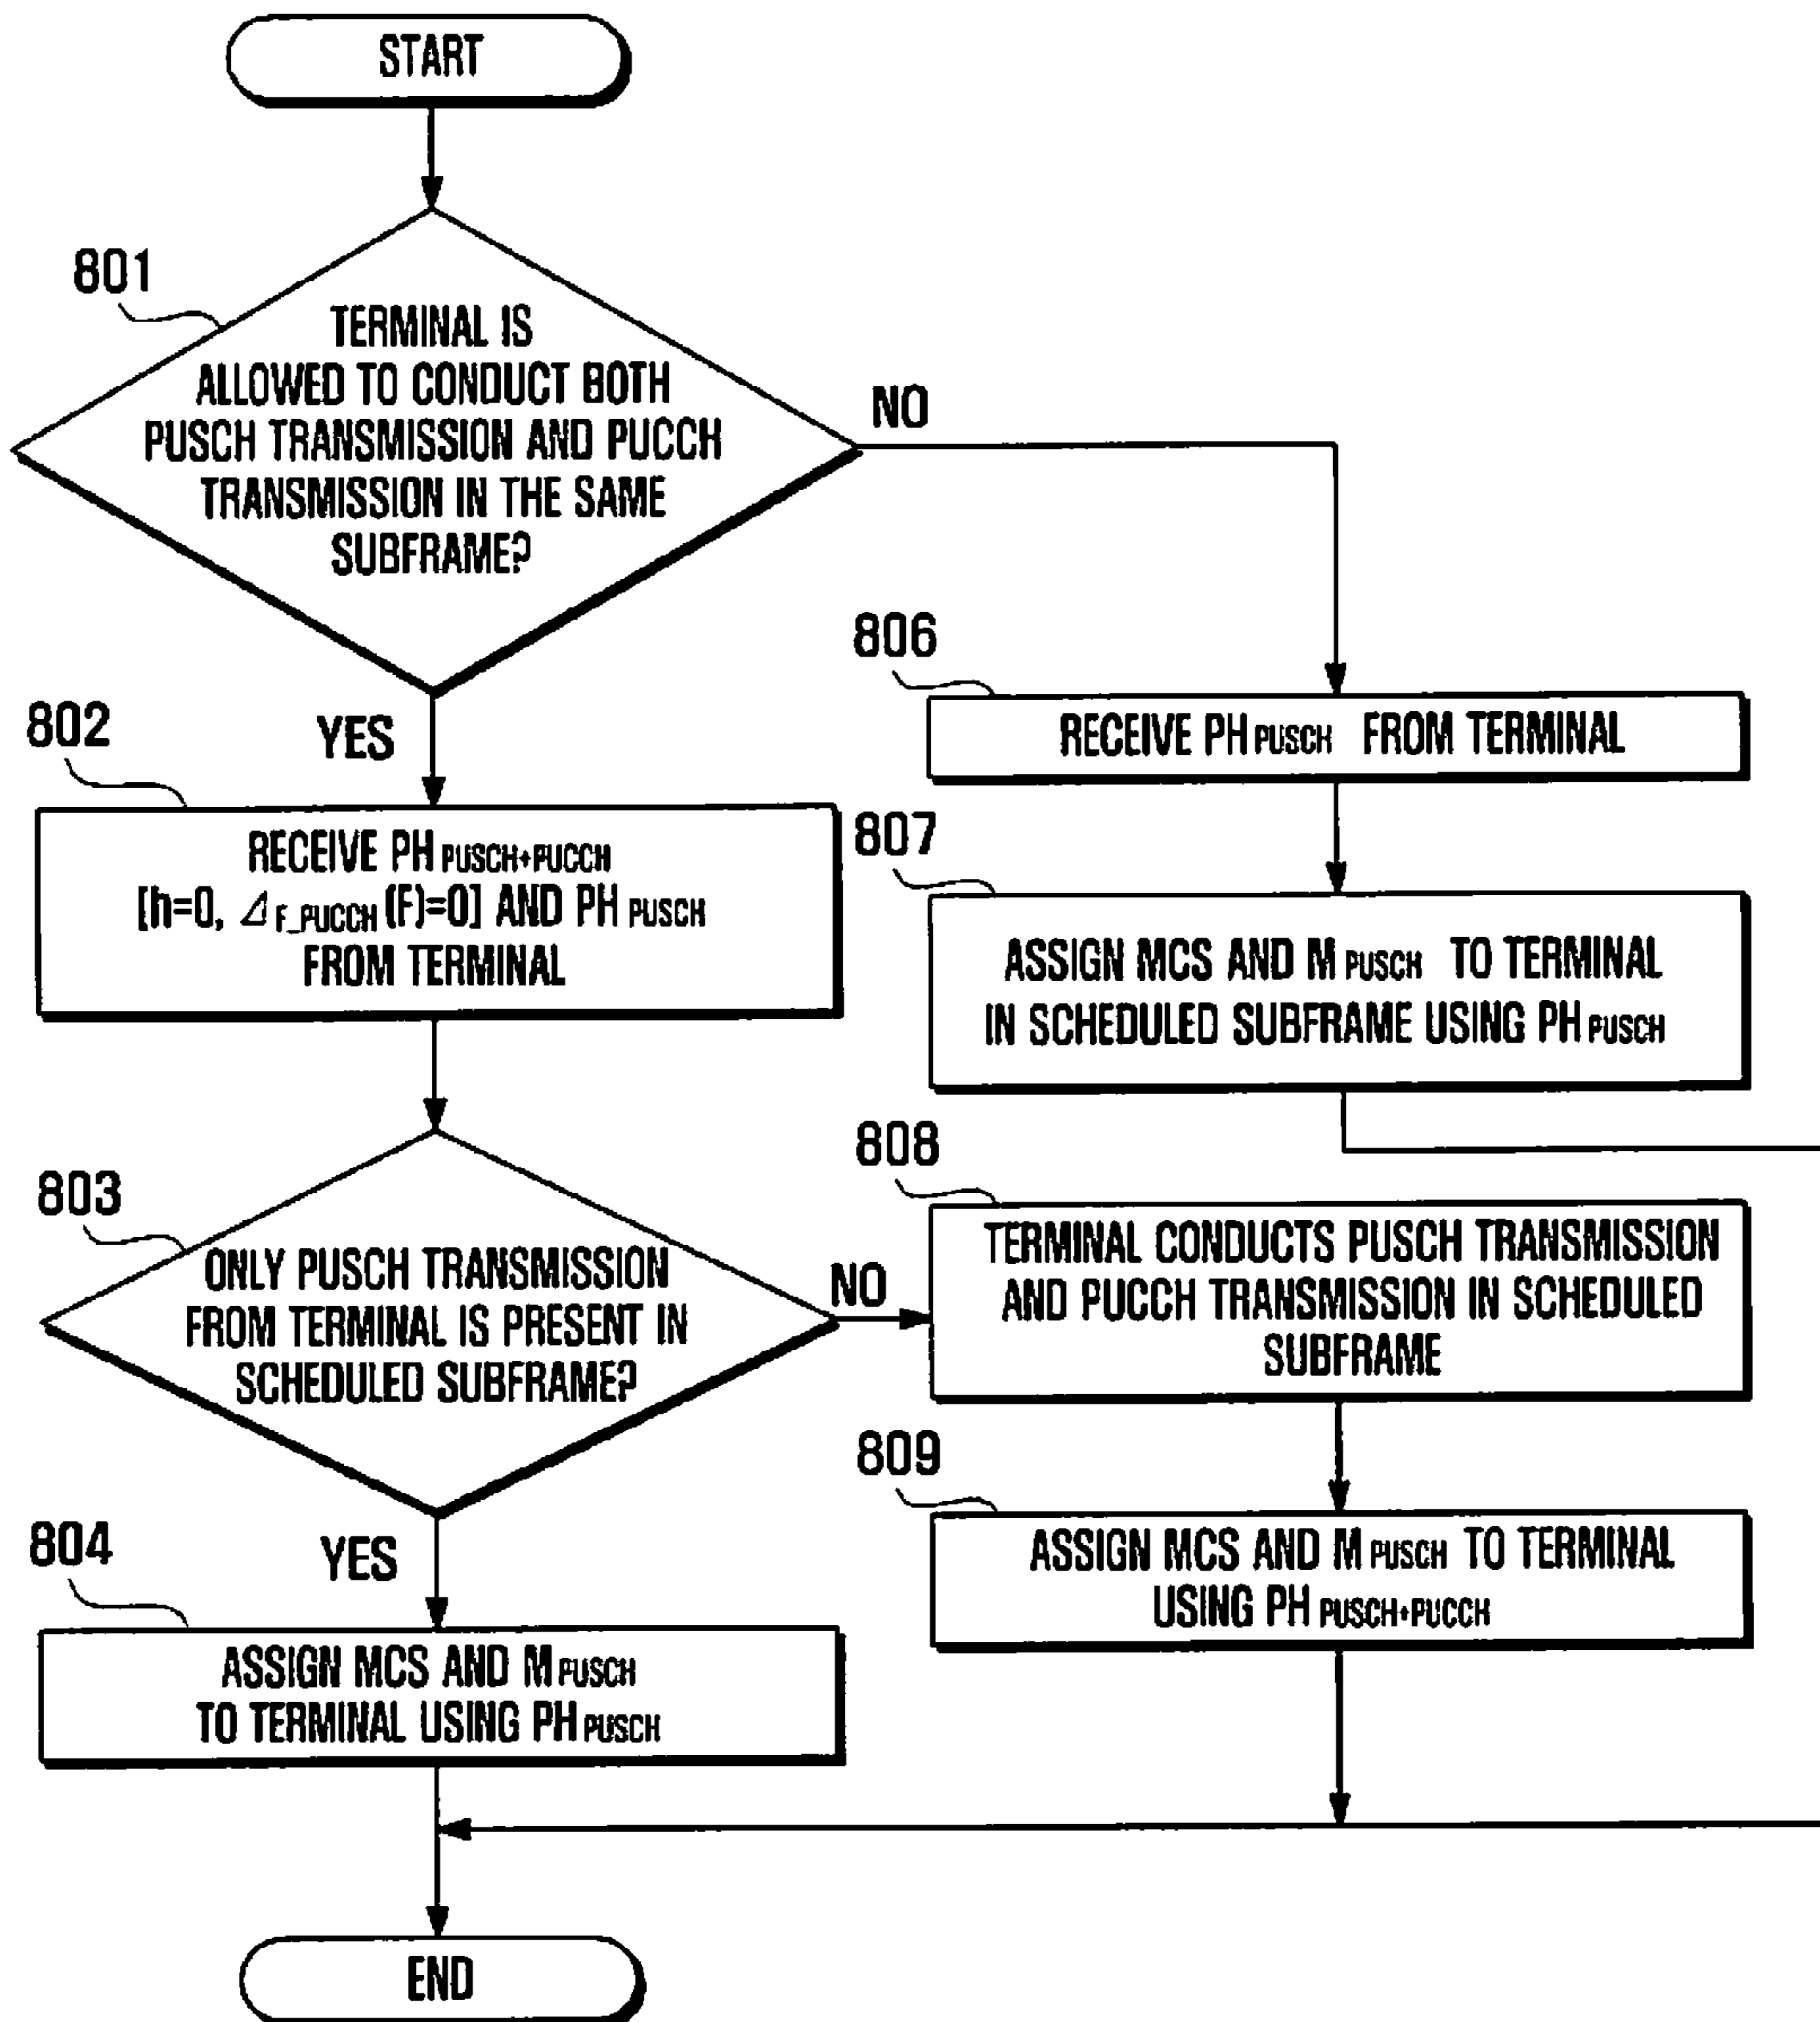 START
801
TERMINAL IS
ALLOWED TO CONDUCT BOTH
PUSCH TRANSMISSION AND PUCCH
TRANSMISSION IN THE SAME
SUBFRAME?
NO
YES
802
RECEIVE PH PUSCH+PUCCH
[h=0, ⊿ F_PUCCH (F)=0] AND PH PUSCH
FROM TERMINAL
803
ONLY PUSCH TRANSMISSION
FROM TERMINAL IS PRESENT IN
SCHEDULED SUBFRAME?
NO
YES
804
ASSIGN MCS AND M PUSCH
TO TERMINAL USING PH PUSCH
806
RECEIVE PH PUSCH FROM TERMINAL
807
ASSIGN MCS AND M PUSCH TO TERMINAL
IN SCHEDULED SUBFRAME USING PH PUSCH
808
TERMINAL CONDUCTS PUSCH TRANSMISSION
AND PUCCH TRANSMISSION IN SCHEDULED
SUBFRAME
809
ASSIGN MCS AND M PUSCH TO TERMINAL
USING PH PUSCH+PUCCH
END